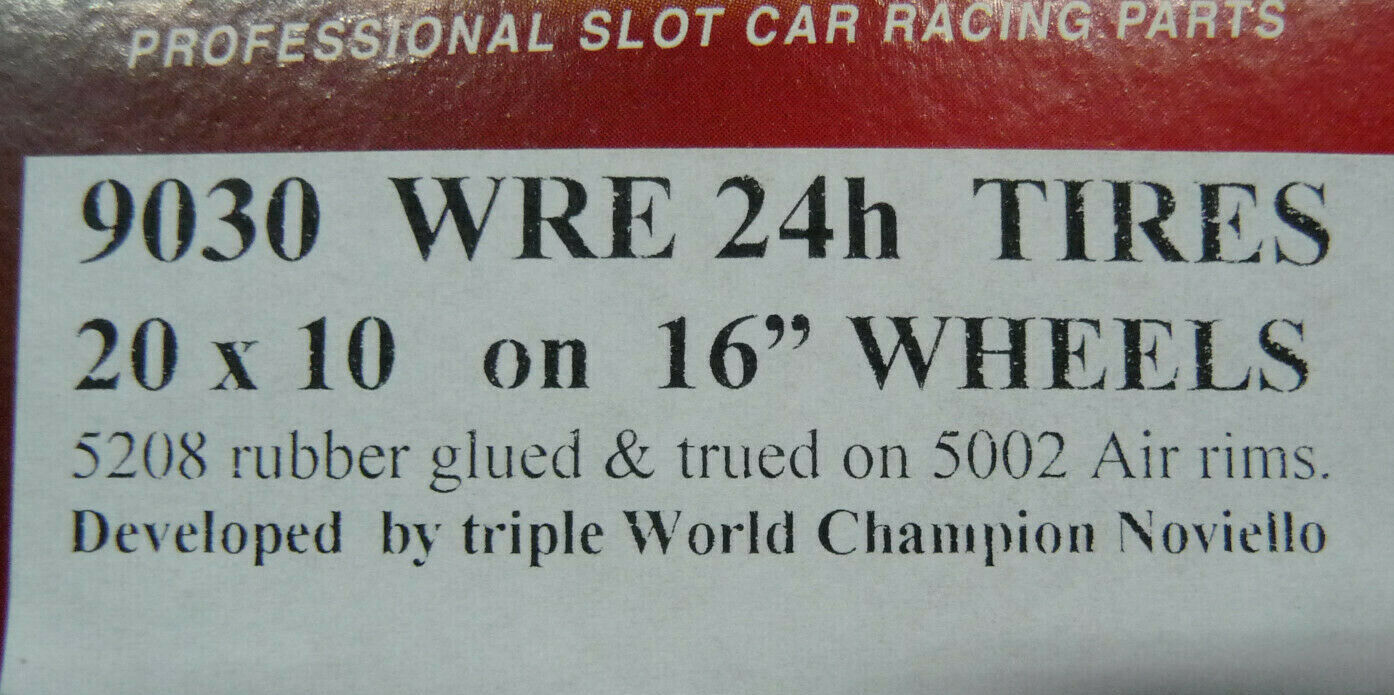 PROFESSIONAL SLOT CAR RACING PARTS
9030 WRE 24h TIRES
20 x 10 on 16” WHEELS
5208 rubber glued & trued on 5002 Air rims.
Developed by triple World Champion Noviello